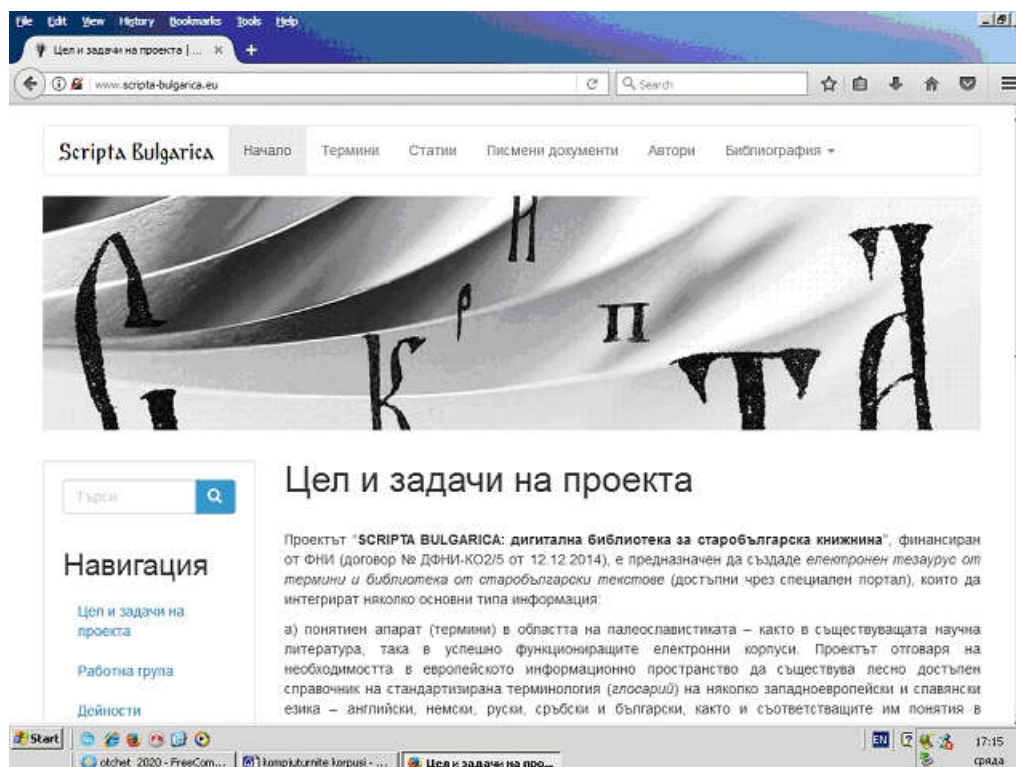 File Edit View History Bookmarks Tools Help
Цел и задачи на проекта | ... ×
www.scripta-bulgarica.eu
Search
Scripta Bulgarica Начало Термини Статии Писмени документи Автори Библиография
Н
р
п
К
Т
Търси
Навигация
Цел и задачи на
проекта
Работна група
Дейности
Цел и задачи на проекта
Проектът "SCRIPTA BULGARICA: дигитална библиотека за старобългарска книжнина", финансиран
от ФНИ (договор № ДФНИ-КО2/5 от 12.12.2014), е предназначен да създаде електронен тезаурус от
термини и библиотека от старобългарски текстове (достъпни чрез специален портал), които да
интегрират няколко основни типа информация:
а) понятиен апарат (термини) в областта на палеославистиката – както в съществуващата научна
литература, така в успешно функциониращите електронни корпуси. Проектът отговаря на
необходимостта в европейското информационно пространство да съществува лесно достъпен
справочник на стандартизирана терминология (глосарий) на няколко западноевропейски и славянски
езика – английски, немски, руски, сръбски и български, както и съответстващите им понятия в
Start EN 17:15
otchet_2020 - FreeCom... kompjuturnite korpusi - ... Цел и задачи на про... сряда